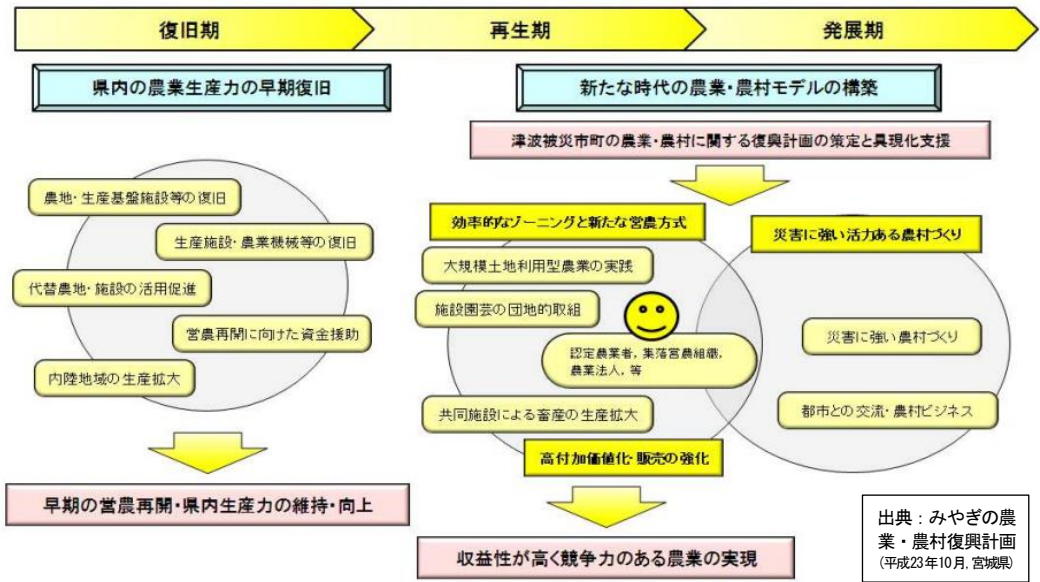 復旧期
再生期
発展期
県内の農業生産力の早期復旧
新たな時代の農業・農村モデルの構築
津波被災市町の農業・農村に関する復興計画の策定と具現化支援
農地・生産基盤施設等の復旧
生産施設・農業機械等の復旧
代替農地・施設の活用促進
営農再開に向けた資金援助
内陸地域の生産拡大
早期の営農再開・県内生産力の維持・向上
効率的なゾーニングと新たな営農方式
大規模土地利用型農業の実践
施設園芸の団地的取組
認定農業者，集落営農組織，
農業法人，等
共同施設による畜産の生産拡大
高付加価値化・販売の強化
災害に強い活力ある農村づくり
災害に強い農村づくり
都市との交流・農村ビジネス
収益性が高く競争力のある農業の実現
出典：みやぎの農
業・農村復興計画
(平成23年10月,宮城県)